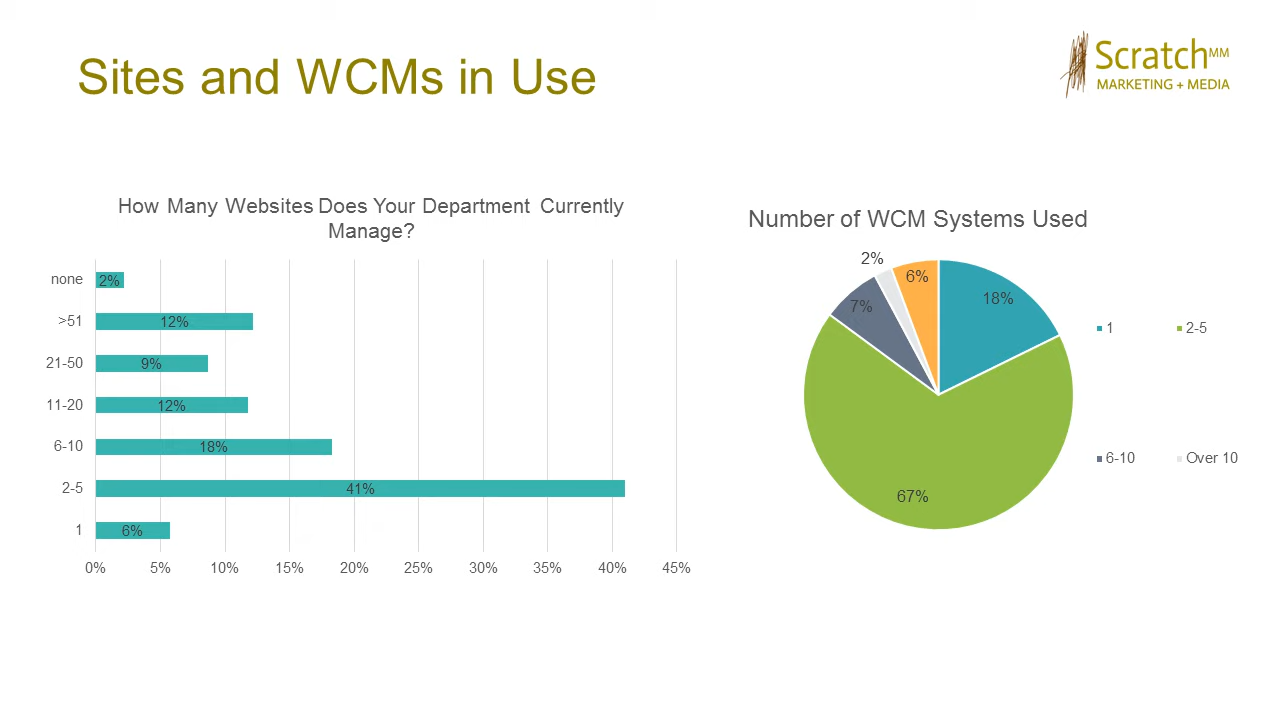 Sites and WCMs in Use
Scratch MM
MARKETING + MEDIA
How Many Websites Does Your Department Currently
Manage?
none
2%
>51
12%
21-50
9%
11-20
12%
6-10
18%
2-5
41%
1
6%
0% 5% 10% 15% 20% 25% 30% 35% 40% 45%
Number of WCM Systems Used
2%
6%
18%
7%
67%
1 2-5
6-10 Over 10